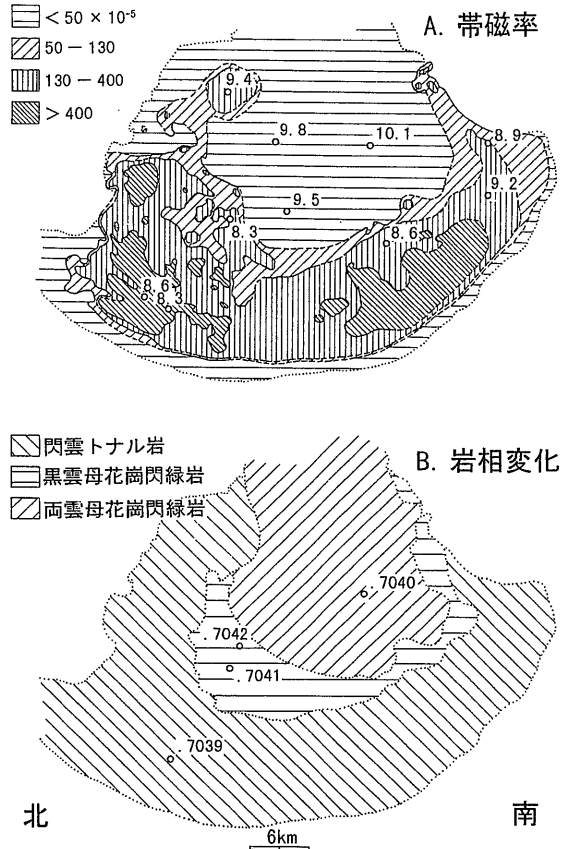 < 50 × 10⁻⁵
A. 帯磁率
50 － 130
130 － 400
> 400
9.4
9.8
10.1
8.9
9.2
9.5
8.3
8.6
8.6
8.3
B. 岩相変化
閃雲トナル岩
黒雲母花崗閃緑岩
両雲母花崗閃緑岩
.7040
.7042
.7041
.7039
北
南
6km